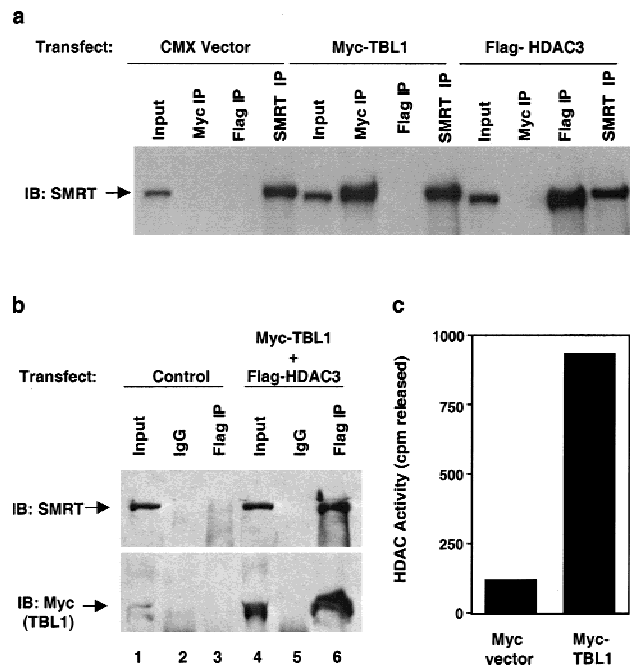 a
Transfect: CMX Vector Myc-TBL1 Flag- HDAC3
Input Myc IP Flag IP SMRT IP Input Myc IP Flag IP SMRT IP Input Myc IP Flag IP SMRT IP
IB: SMRT
b
Myc-TBL1
+
Transfect: Control Flag-HDAC3
Input IgG Flag IP Input IgG Flag IP
IB: SMRT
IB: Myc
(TBL1)
1 2 3 4 5 6
c
HDAC Activity (cpm released)
1000
750
500
250
0
Myc vector
Myc-TBL1